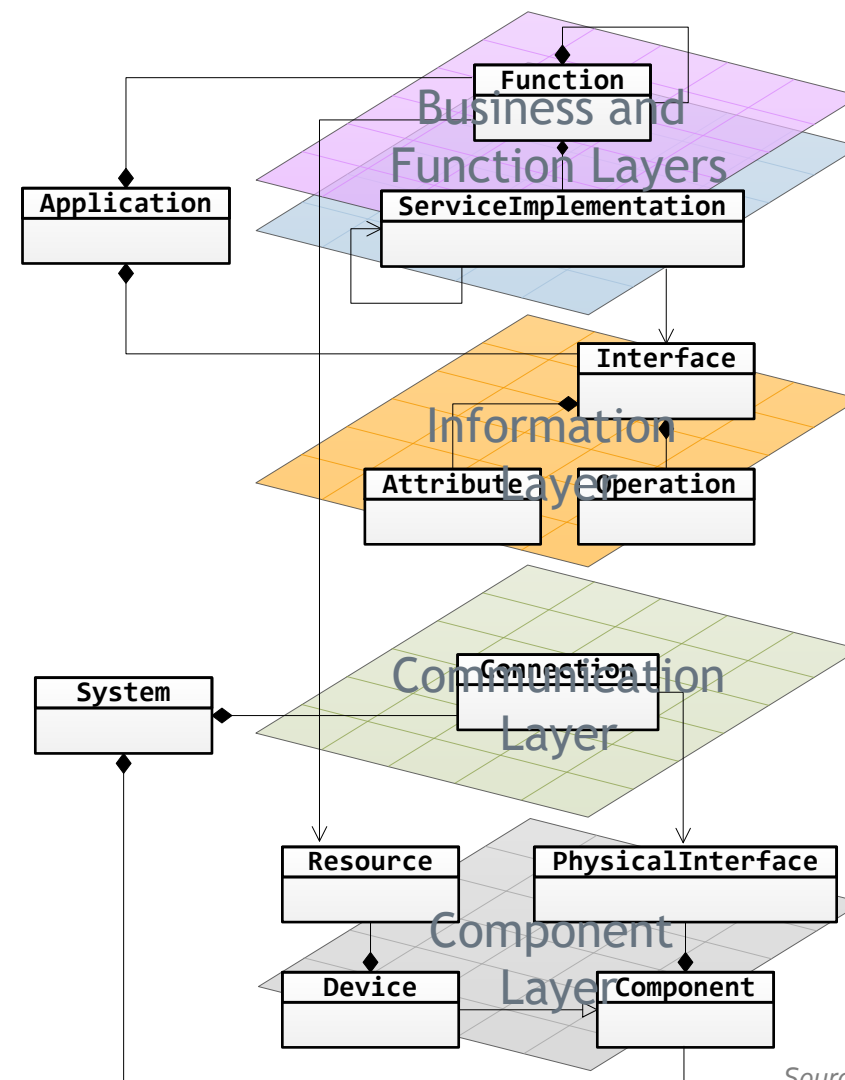 Function
Business and
Function Layers
Application
ServiceImplementation
Interface
Information
Layer
Attribute
Operation
Connection
Communication
Layer
System
Resource
PhysicalInterface
Component
Layer
Device
Component